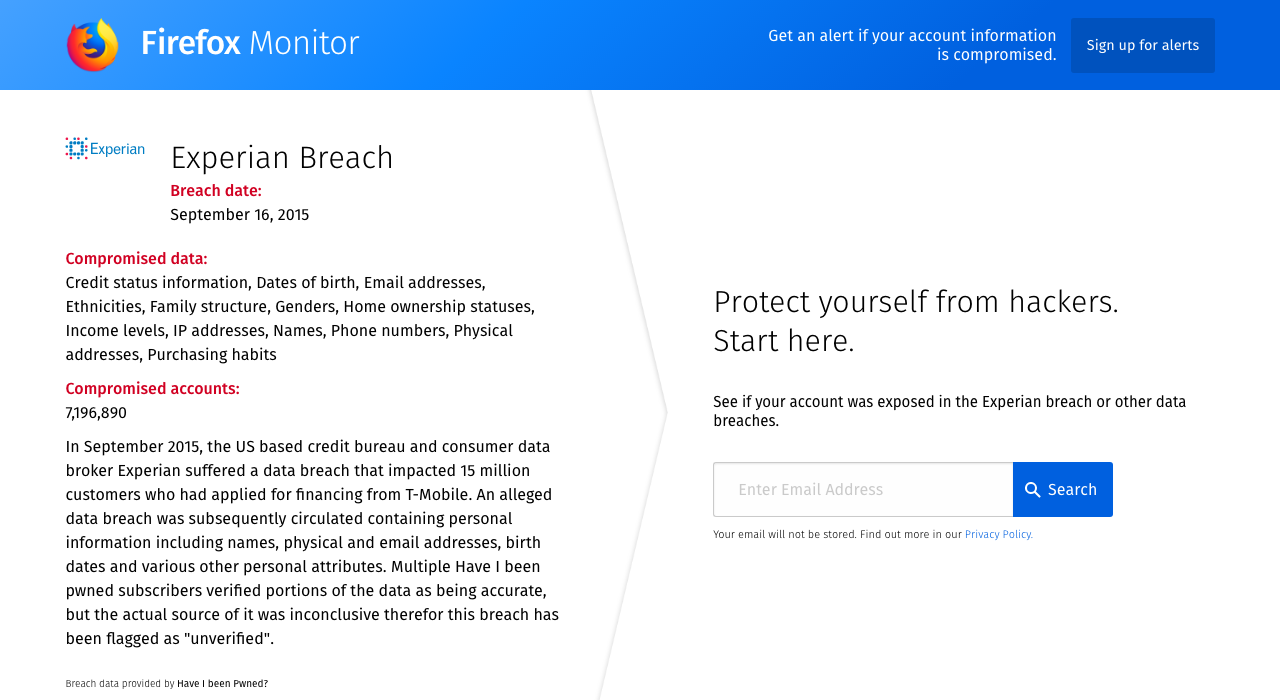 Firefox Monitor
Get an alert if your account information
is compromised.
Sign up for alerts
Experian
Experian Breach
Breach date:
September 16, 2015
Compromised data:
Credit status information, Dates of birth, Email addresses,
Ethnicities, Family structure, Genders, Home ownership statuses,
Income levels, IP addresses, Names, Phone numbers, Physical
addresses, Purchasing habits
Compromised accounts:
7,196,890
In September 2015, the US based credit bureau and consumer data
broker Experian suffered a data breach that impacted 15 million
customers who had applied for financing from T-Mobile. An alleged
data breach was subsequently circulated containing personal
information including names, physical and email addresses, birth
dates and various other personal attributes. Multiple Have I been
pwned subscribers verified portions of the data as being accurate,
but the actual source of it was inconclusive therefor this breach has
been flagged as "unverified".
Breach data provided by Have I been Pwned?
Protect yourself from hackers.
Start here.
See if your account was exposed in the Experian breach or other data
breaches.
Enter Email Address
Search
Your email will not be stored. Find out more in our Privacy Policy.